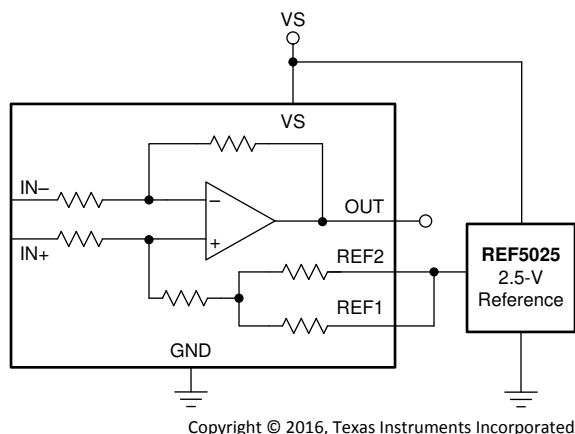 VS
VS
IN–
–
OUT
IN+
+
REF2
REF1
REF5025
2.5-V
Reference
GND
Copyright © 2016, Texas Instruments Incorporated